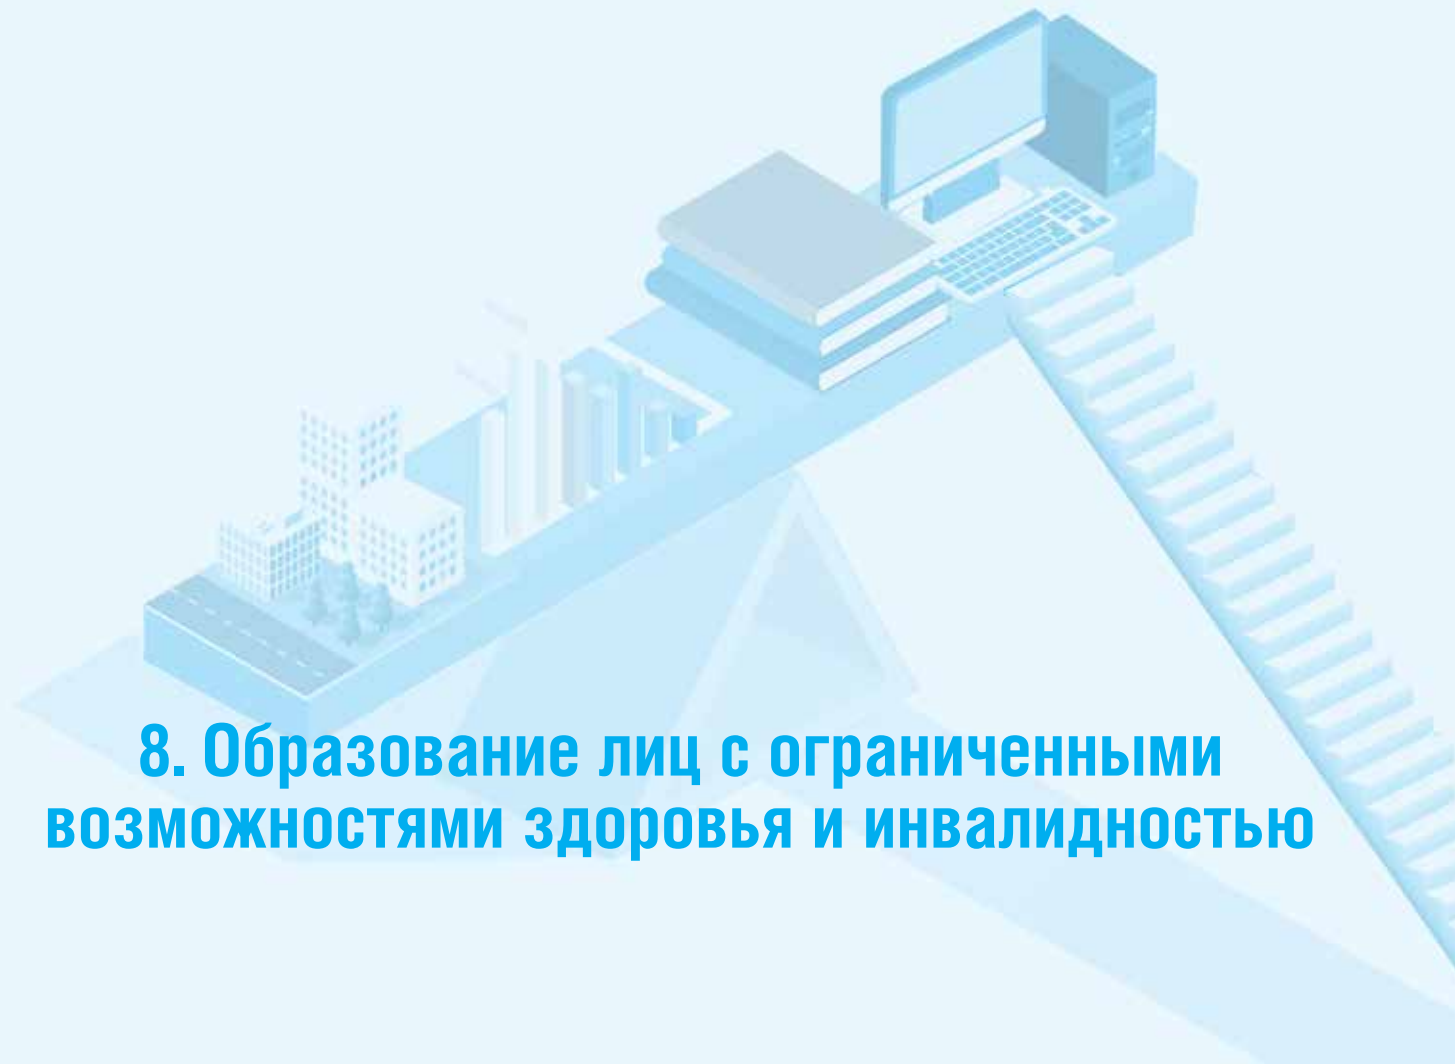 8. Образование лиц с ограниченными
возможностями здоровья и инвалидностью